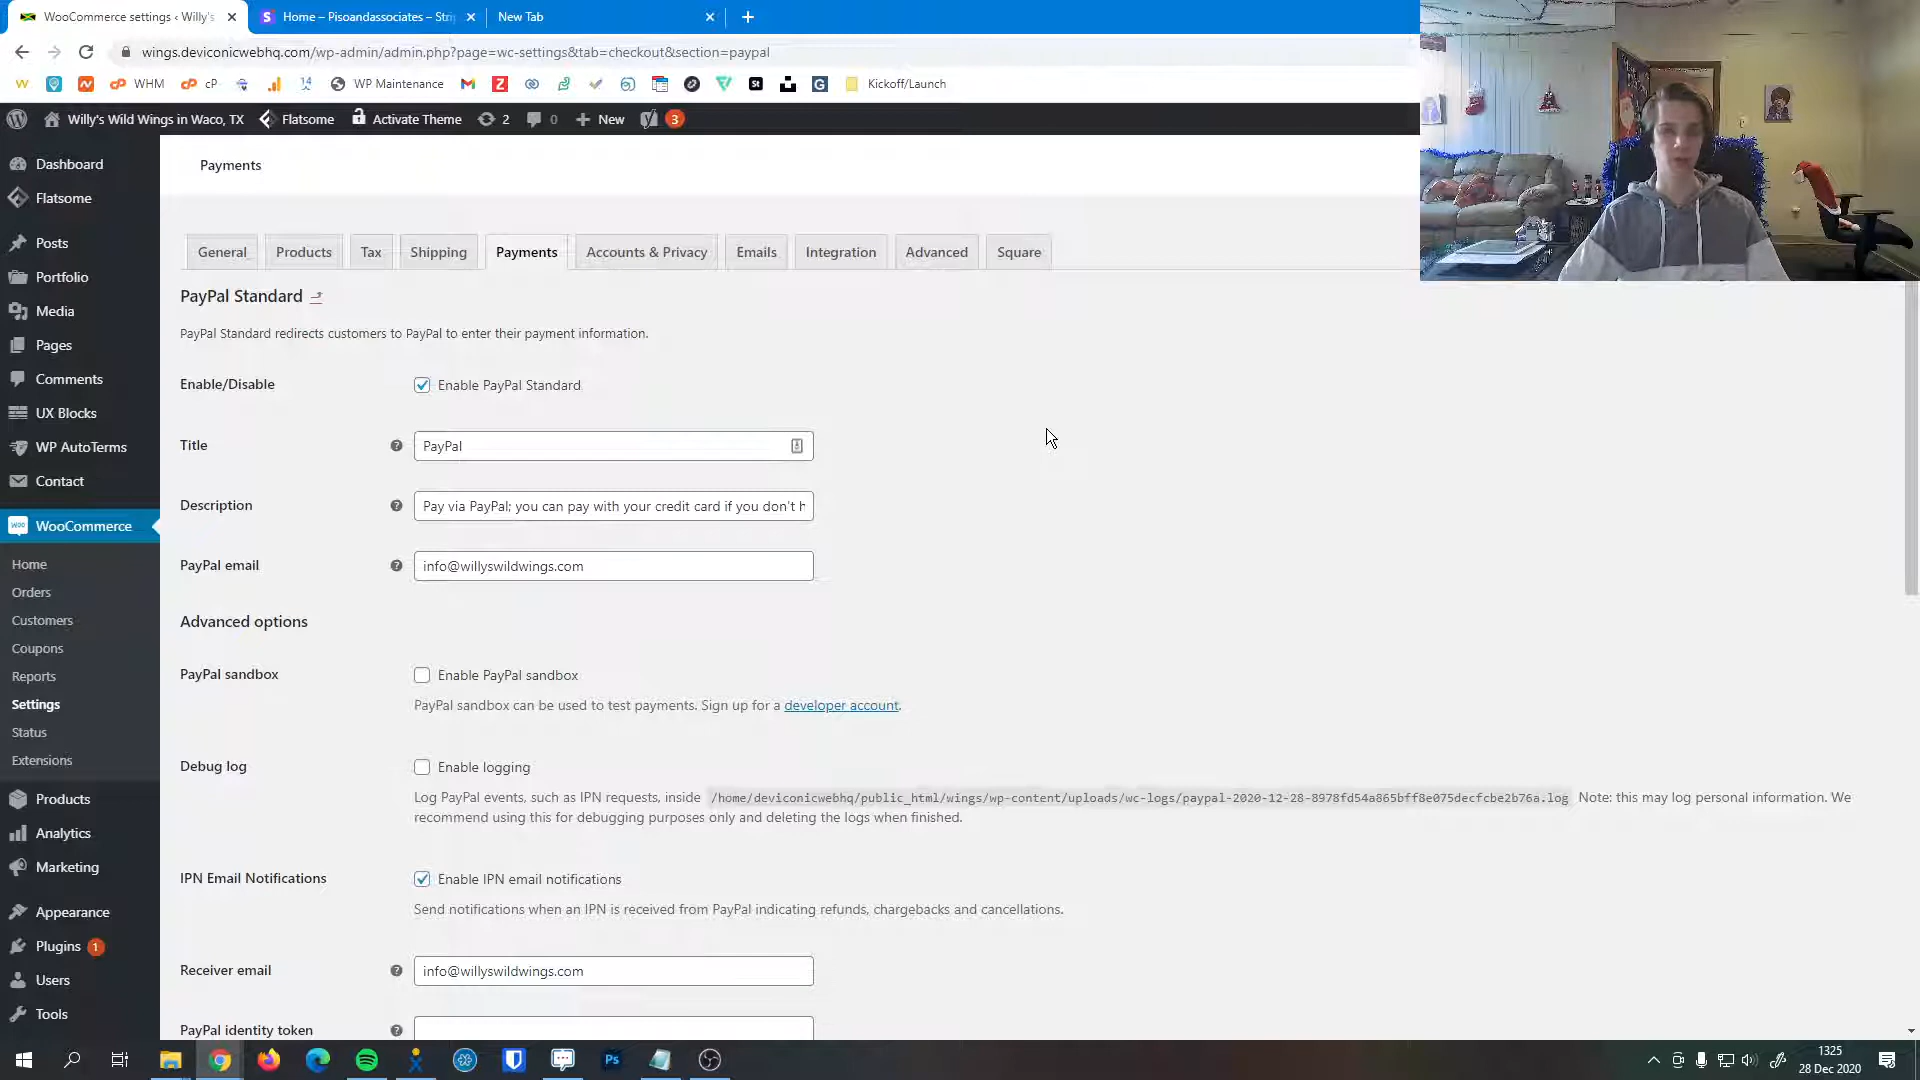 WooCommerce settings ‹ Willy's
Home – Pisoandassociates – Strip
New Tab
wings.deviconicwebhq.com/wp-admin/admin.php?page=wc-settings&tab=checkout&section=paypal
WHM
cP
WP Maintenance
Kickoff/Launch
Willy's Wild Wings in Waco, TX
Flatsome
Activate Theme
2
0
New
3
Dashboard
Flatsome
Posts
Portfolio
Media
Pages
Comments
UX Blocks
WP AutoTerms
Contact
WooCommerce
Home
Orders
Customers
Coupons
Reports
Settings
Status
Extensions
Products
Analytics
Marketing
Appearance
Plugins 1
Users
Tools
Payments
General
Products
Tax
Shipping
Payments
Accounts & Privacy
Emails
Integration
Advanced
Square
PayPal Standard
PayPal Standard redirects customers to PayPal to enter their payment information.
Enable/Disable
Enable PayPal Standard
Title
PayPal
Description
Pay via PayPal; you can pay with your credit card if you don't h
PayPal email
info@willyswildwings.com
Advanced options
PayPal sandbox
Enable PayPal sandbox
PayPal sandbox can be used to test payments. Sign up for a developer account.
Debug log
Enable logging
Log PayPal events, such as IPN requests, inside /home/deviconicwebhq/public_html/wings/wp-content/uploads/wc-logs/paypal-2020-12-28-8978fd54a865bff8e075decfcbe2b76a.log Note: this may log personal information. We
recommend using this for debugging purposes only and deleting the logs when finished.
IPN Email Notifications
Enable IPN email notifications
Send notifications when an IPN is received from PayPal indicating refunds, chargebacks and cancellations.
Receiver email
info@willyswildwings.com
PayPal identity token
Ps
1325
28 Dec 2020